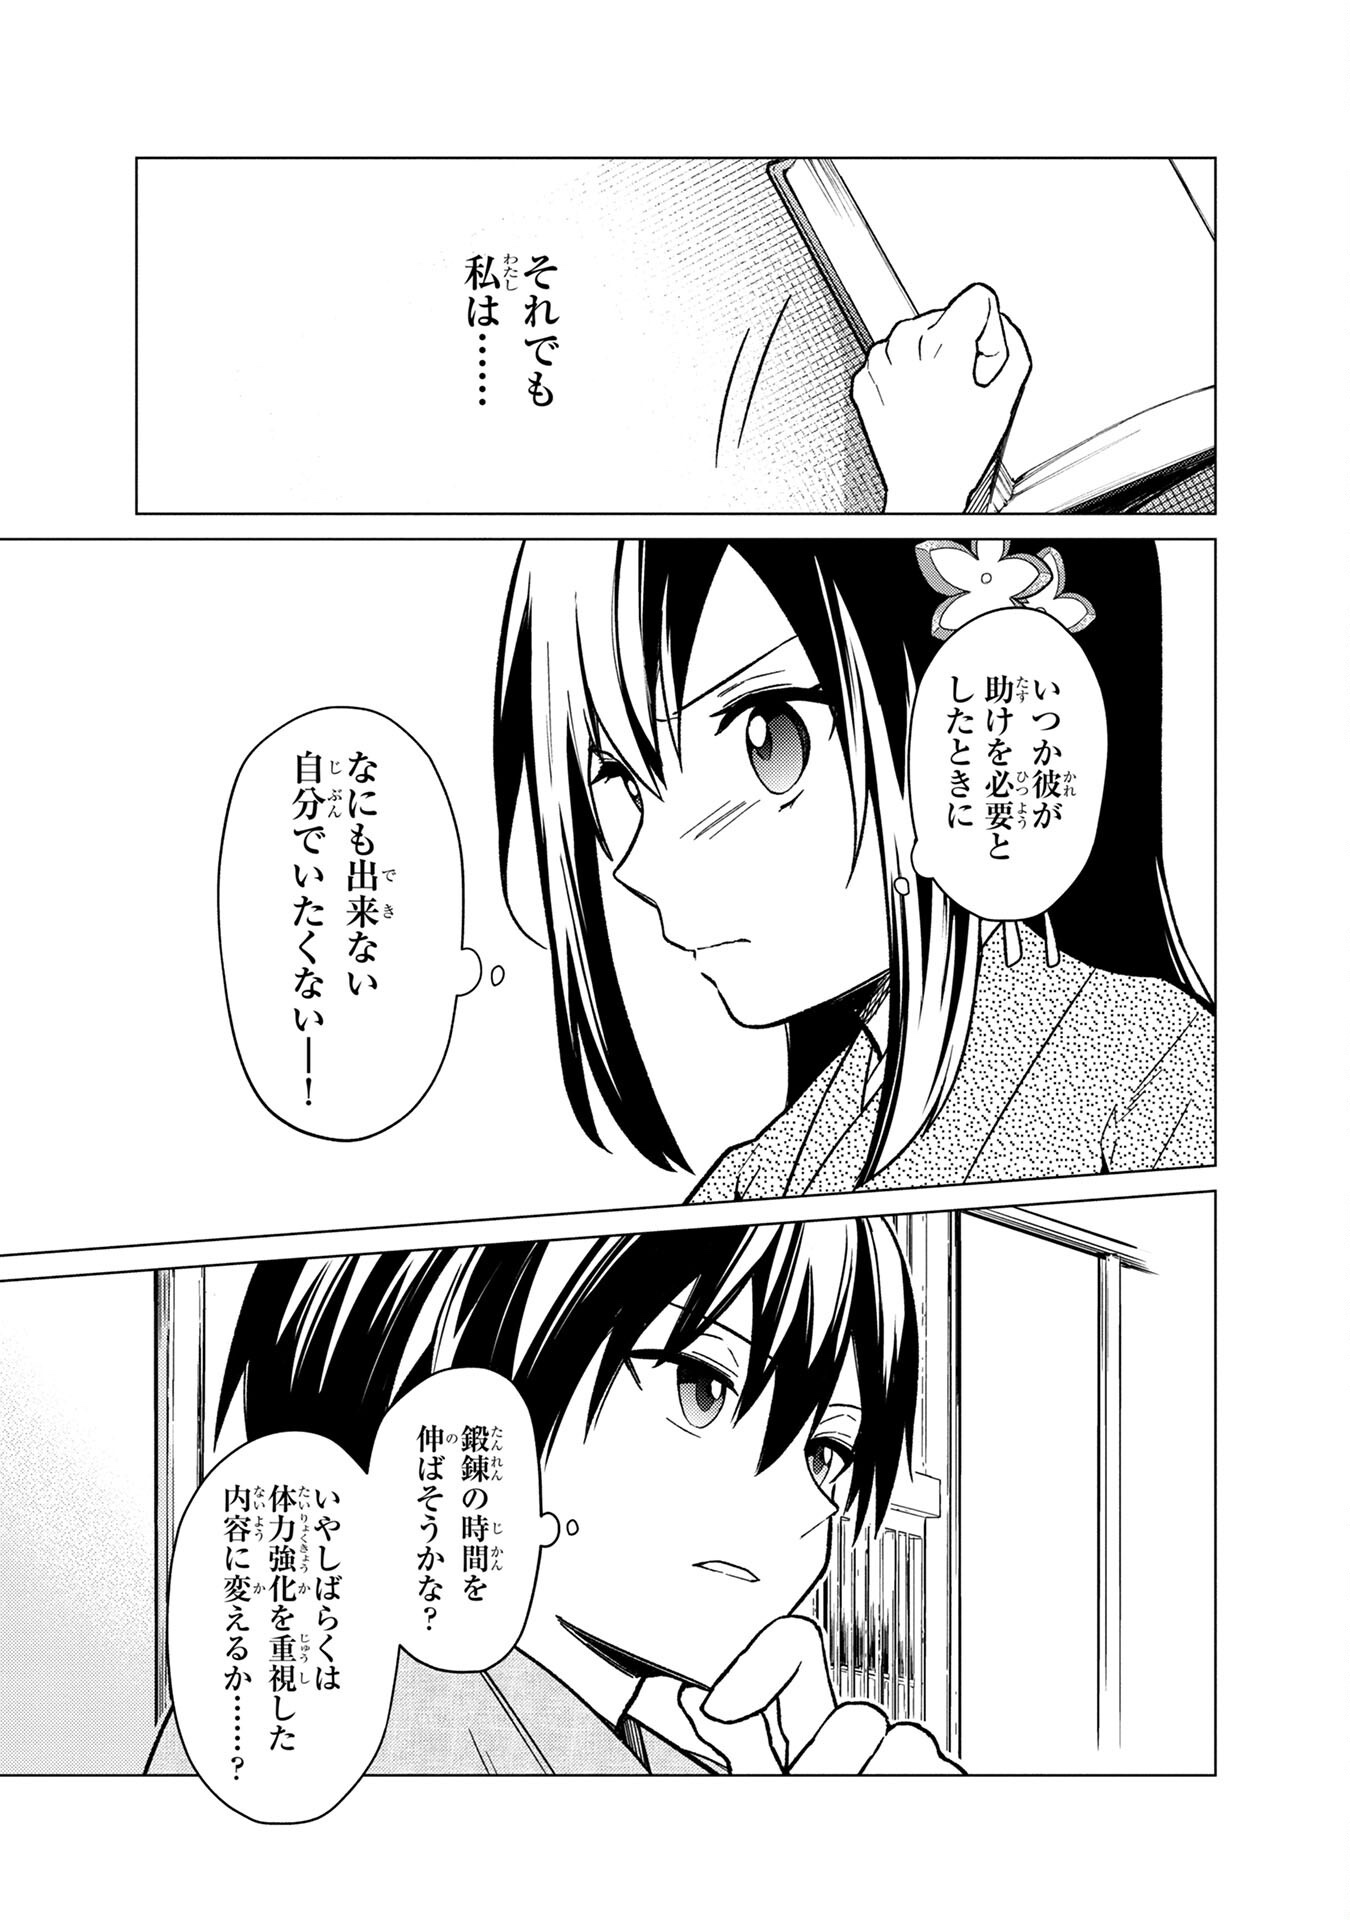 それでも
私は……
いつか彼が
助けを必要と
したときに
なにも出来ない
自分でいたくない―！
鍛錬の時間を
伸ばそうかな？
いやしばらくは
体力強化を重視した
内容に変えるか……？